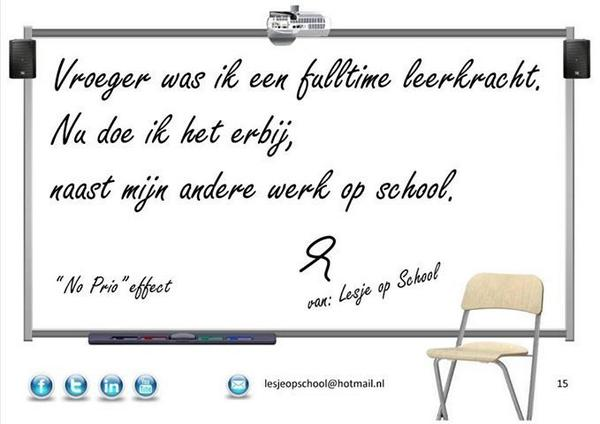 Vroeger was ik een fulltime leerkracht.
Nu doe ik het erbij,
naast mijn andere werk op school.
"No Prio" effect
van: Lesje op School
lesjeopschool@hotmail.nl
15